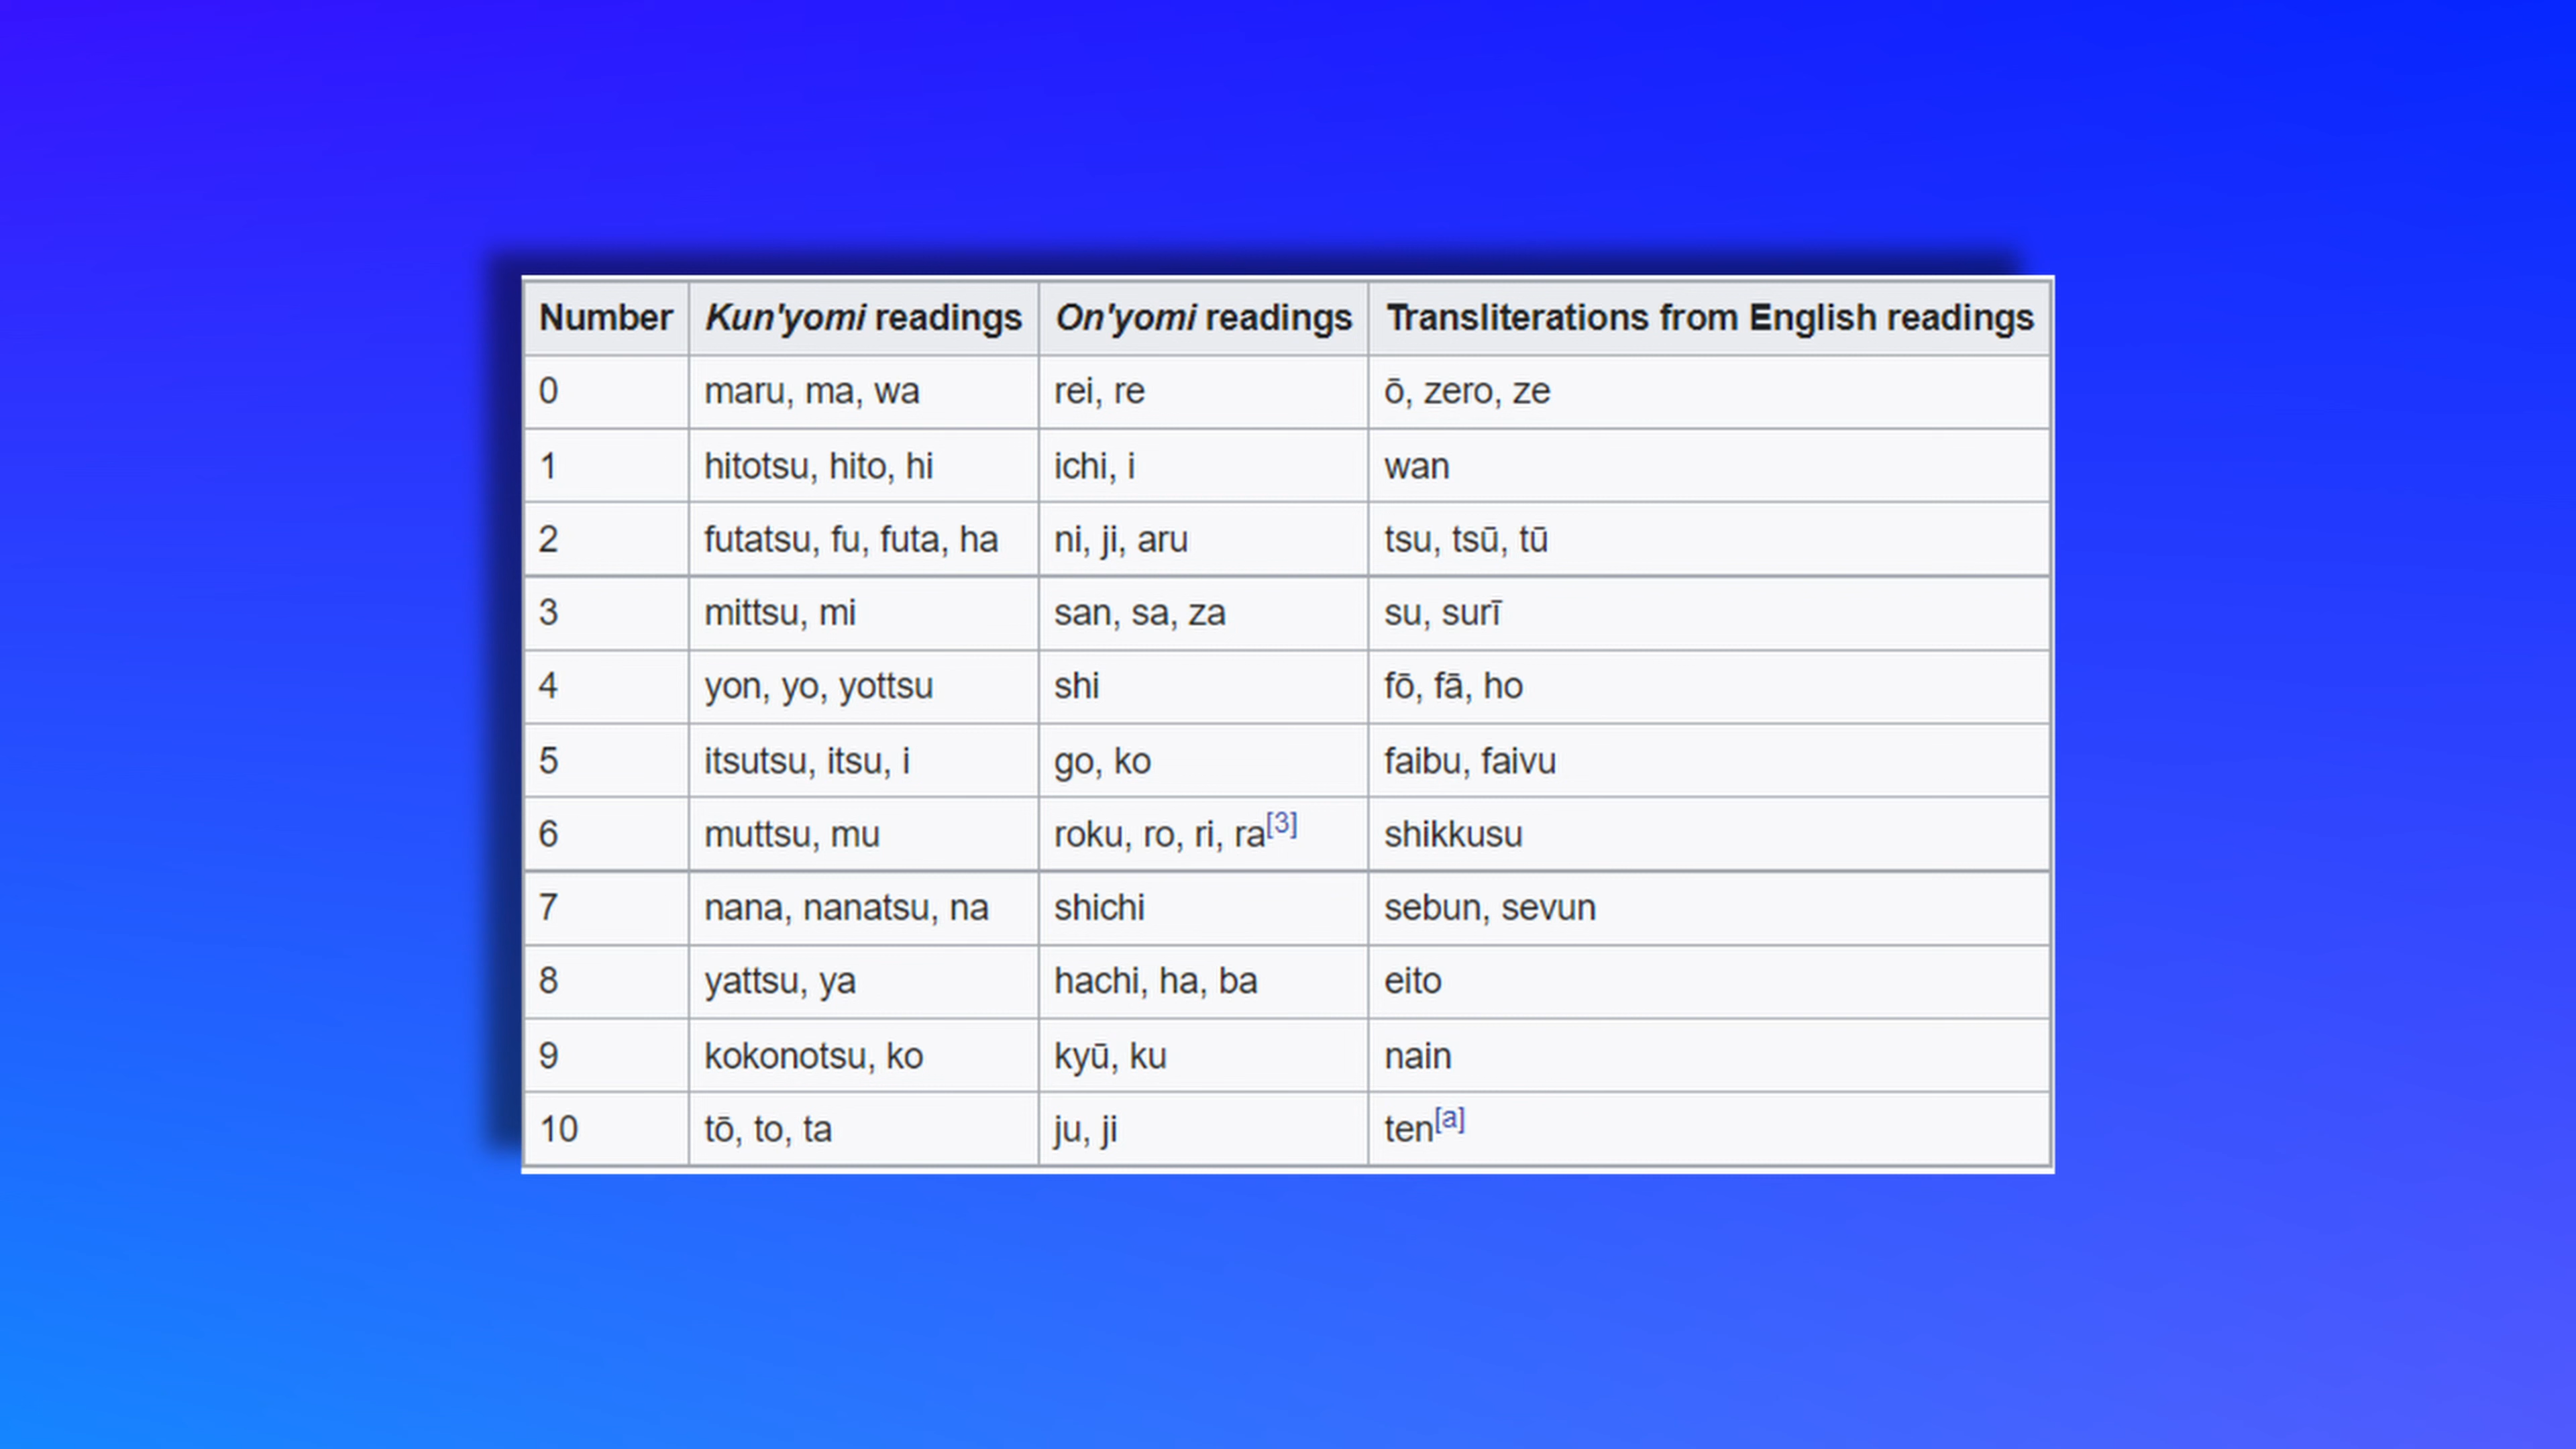 Number Kun'yomi readings On'yomi readings Transliterations from English readings
0 maru, ma, wa rei, re ō, zero, ze
1 hitotsu, hito, hi ichi, i wan
2 futatsu, fu, futa, ha ni, ji, aru tsu, tsū, tū
3 mittsu, mi san, sa, za su, surī
4 yon, yo, yottsu shi fō, fā, ho
5 itsutsu, itsu, i go, ko faibu, faivu
6 muttsu, mu roku, ro, ri, ra[3] shikkusu
7 nana, nanatsu, na shichi sebun, sevun
8 yattsu, ya hachi, ha, ba eito
9 kokonotsu, ko kyū, ku nain
10 tō, to, ta ju, ji ten[a]